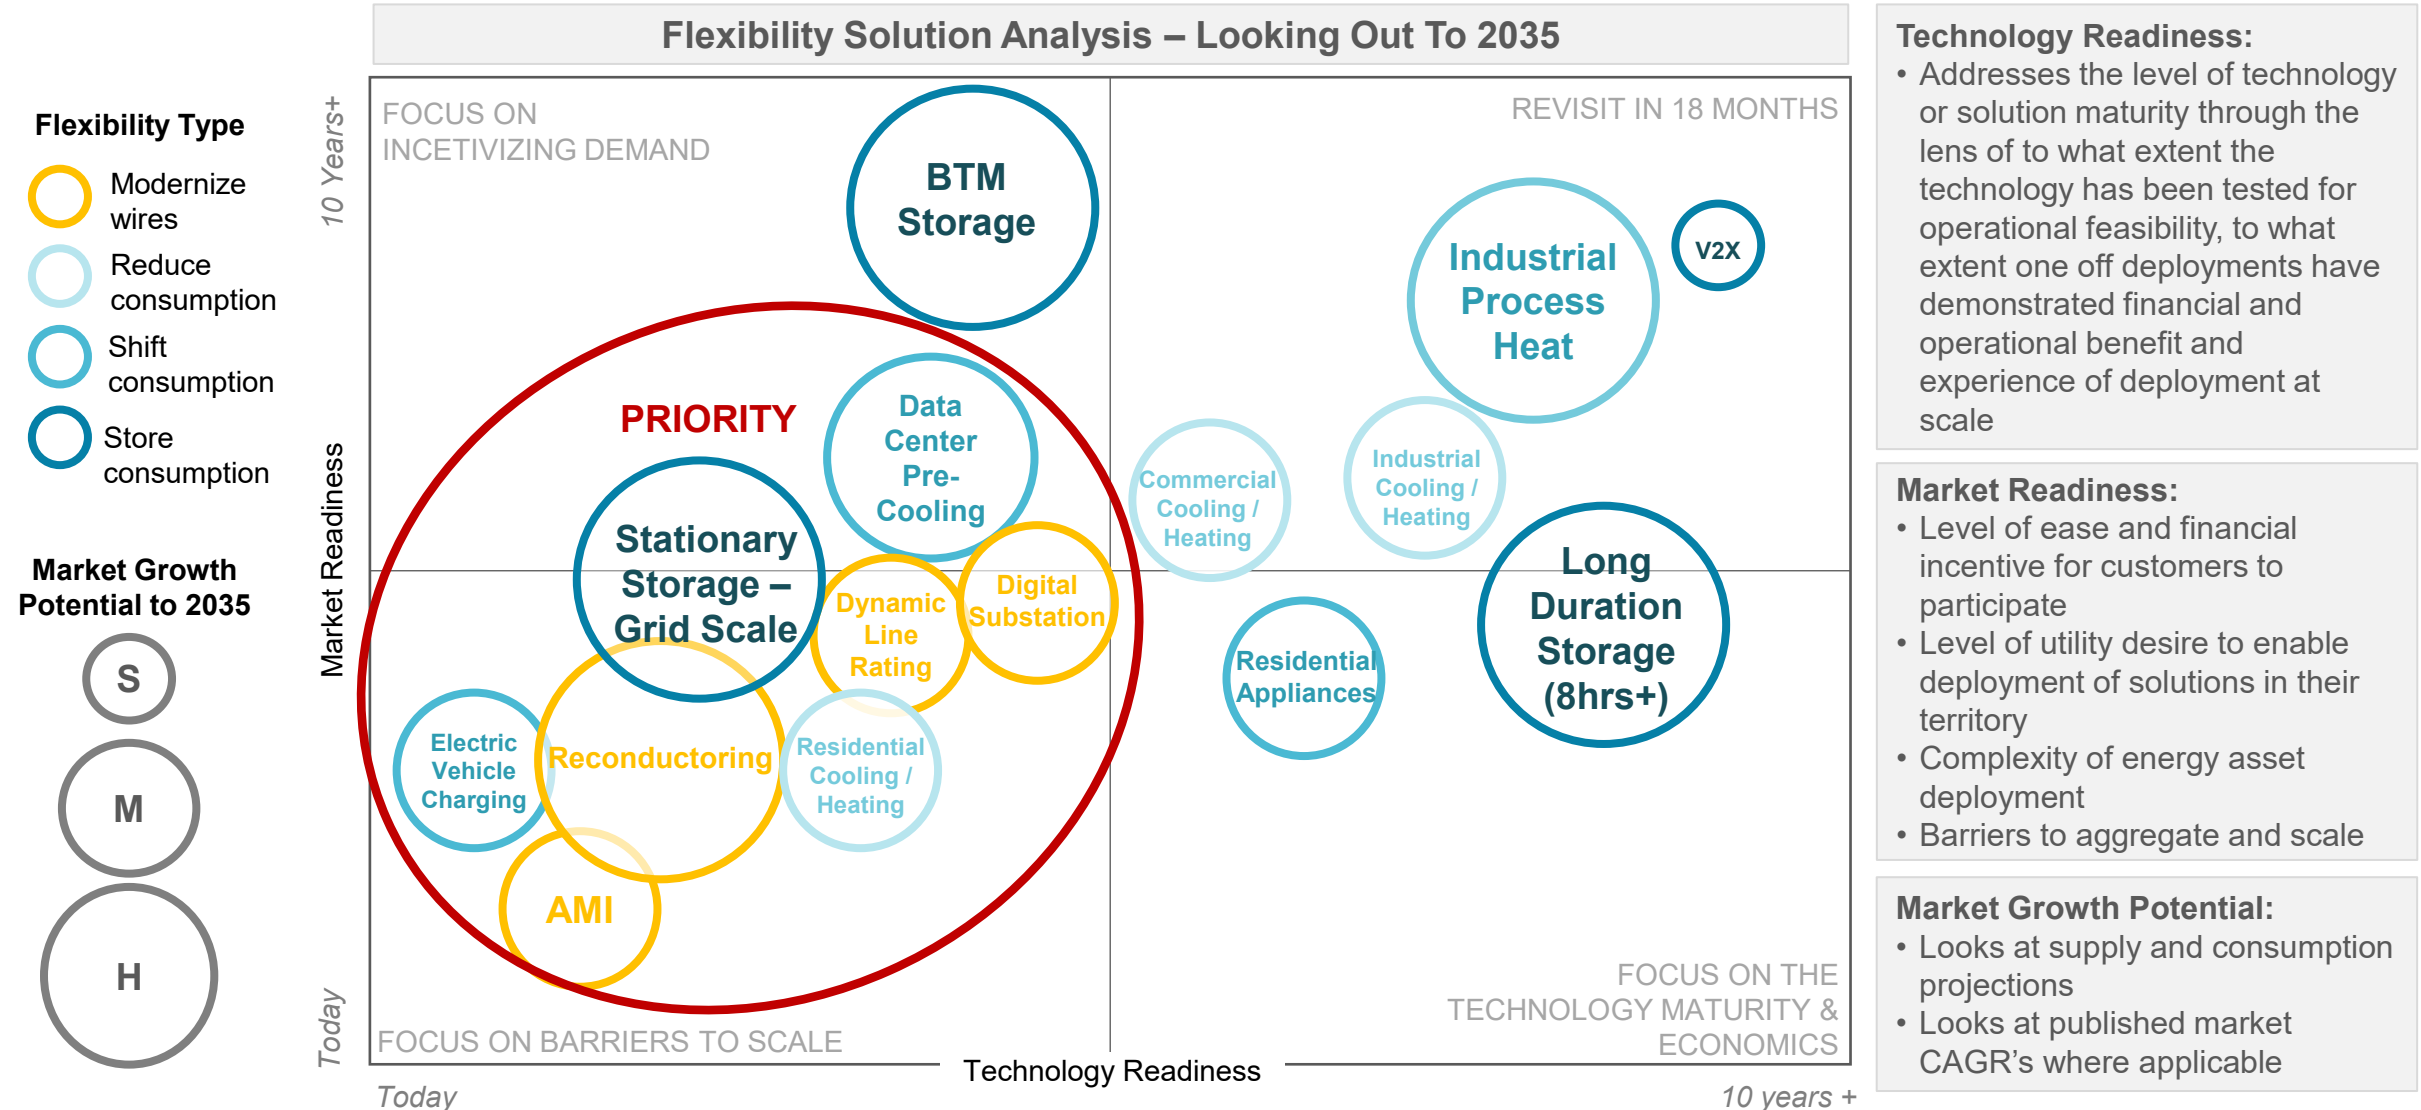 Flexibility Solution Analysis – Looking Out To 2035
Flexibility Type
Modernize
wires
Reduce
consumption
Shift
consumption
Store
consumption
Market Growth
Potential to 2035
S
M
H
10 Years+
Market Readiness
Today
FOCUS ON
INCETIVIZING DEMAND
REVISIT IN 18 MONTHS
BTM
Storage
Industrial
Process
Heat
V2X
PRIORITY
Data
Center
Pre-
Cooling
Commercial
Cooling /
Heating
Industrial
Cooling /
Heating
Stationary
Storage –
Grid Scale
Dynamic
Line
Rating
Digital
Substation
Long
Duration
Storage
(8hrs+)
Residential
Appliances
Electric
Vehicle
Charging
Reconductoring
Residential
Cooling /
Heating
AMI
FOCUS ON BARRIERS TO SCALE
FOCUS ON THE
TECHNOLOGY MATURITY &
ECONOMICS
Technology Readiness
Today
10 years +
Technology Readiness:
• Addresses the level of technology
or solution maturity through the
lens of to what extent the
technology has been tested for
operational feasibility, to what
extent one off deployments have
demonstrated financial and
operational benefit and
experience of deployment at
scale
Market Readiness:
• Level of ease and financial
incentive for customers to
participate
• Level of utility desire to enable
deployment of solutions in their
territory
• Complexity of energy asset
deployment
• Barriers to aggregate and scale
Market Growth Potential:
• Looks at supply and consumption
projections
• Looks at published market
CAGR’s where applicable